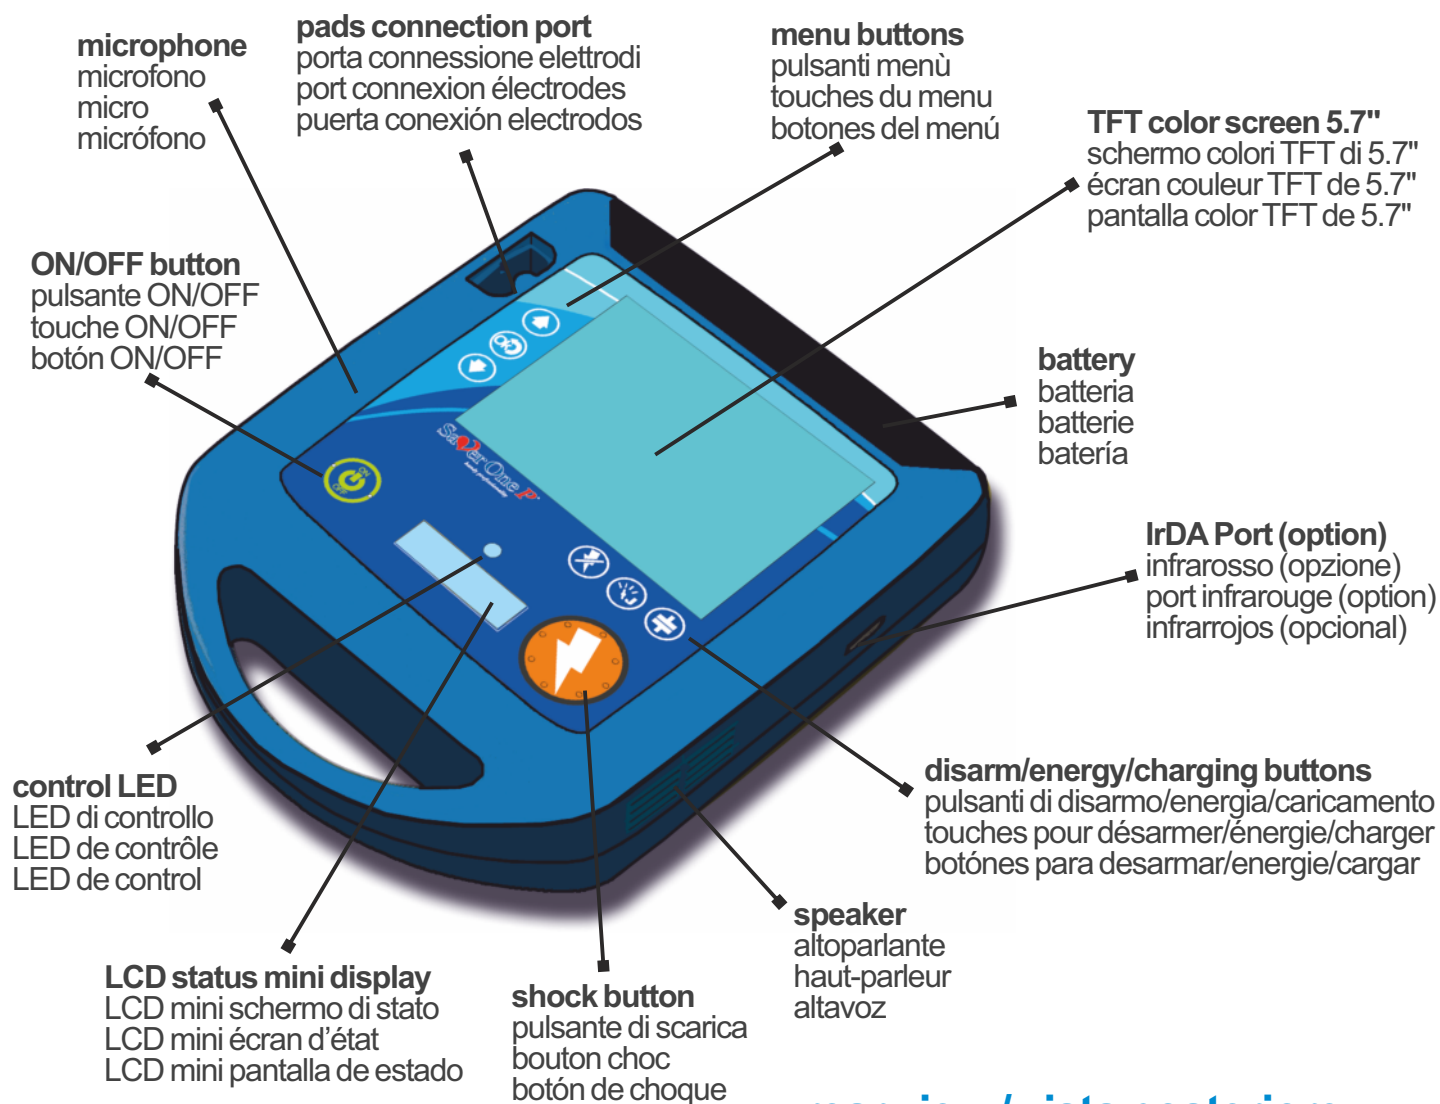 microphone
microfono
micro
micrófono
pads connection port
porta connessione elettrodi
port connexion électrodes
puerta conexión electrodos
menu buttons
pulsanti menù
touches du menu
botones del menú
TFT color screen 5.7"
schermo colori TFT di 5.7"
écran couleur TFT de 5.7"
pantalla color TFT de 5.7"
ON/OFF button
pulsante ON/OFF
touche ON/OFF
botón ON/OFF
battery
batteria
batterie
batería
OK
Saver One P
ON
OFF
IrDA Port (option)
infrarosso (opzione)
port infrarouge (option)
infrarrojos (opcional)
control LED
LED di controllo
LED de contrôle
LED de control
disarm/energy/charging buttons
pulsanti di disarmo/energia/caricamento
touches pour désarmer/énergie/charger
botónes para desarmar/energie/cargar
speaker
altoparlante
haut-parleur
altavoz
LCD status mini display
LCD mini schermo di stato
LCD mini écran d'état
LCD mini pantalla de estado
shock button
pulsante di scarica
bouton choc
botón de choque